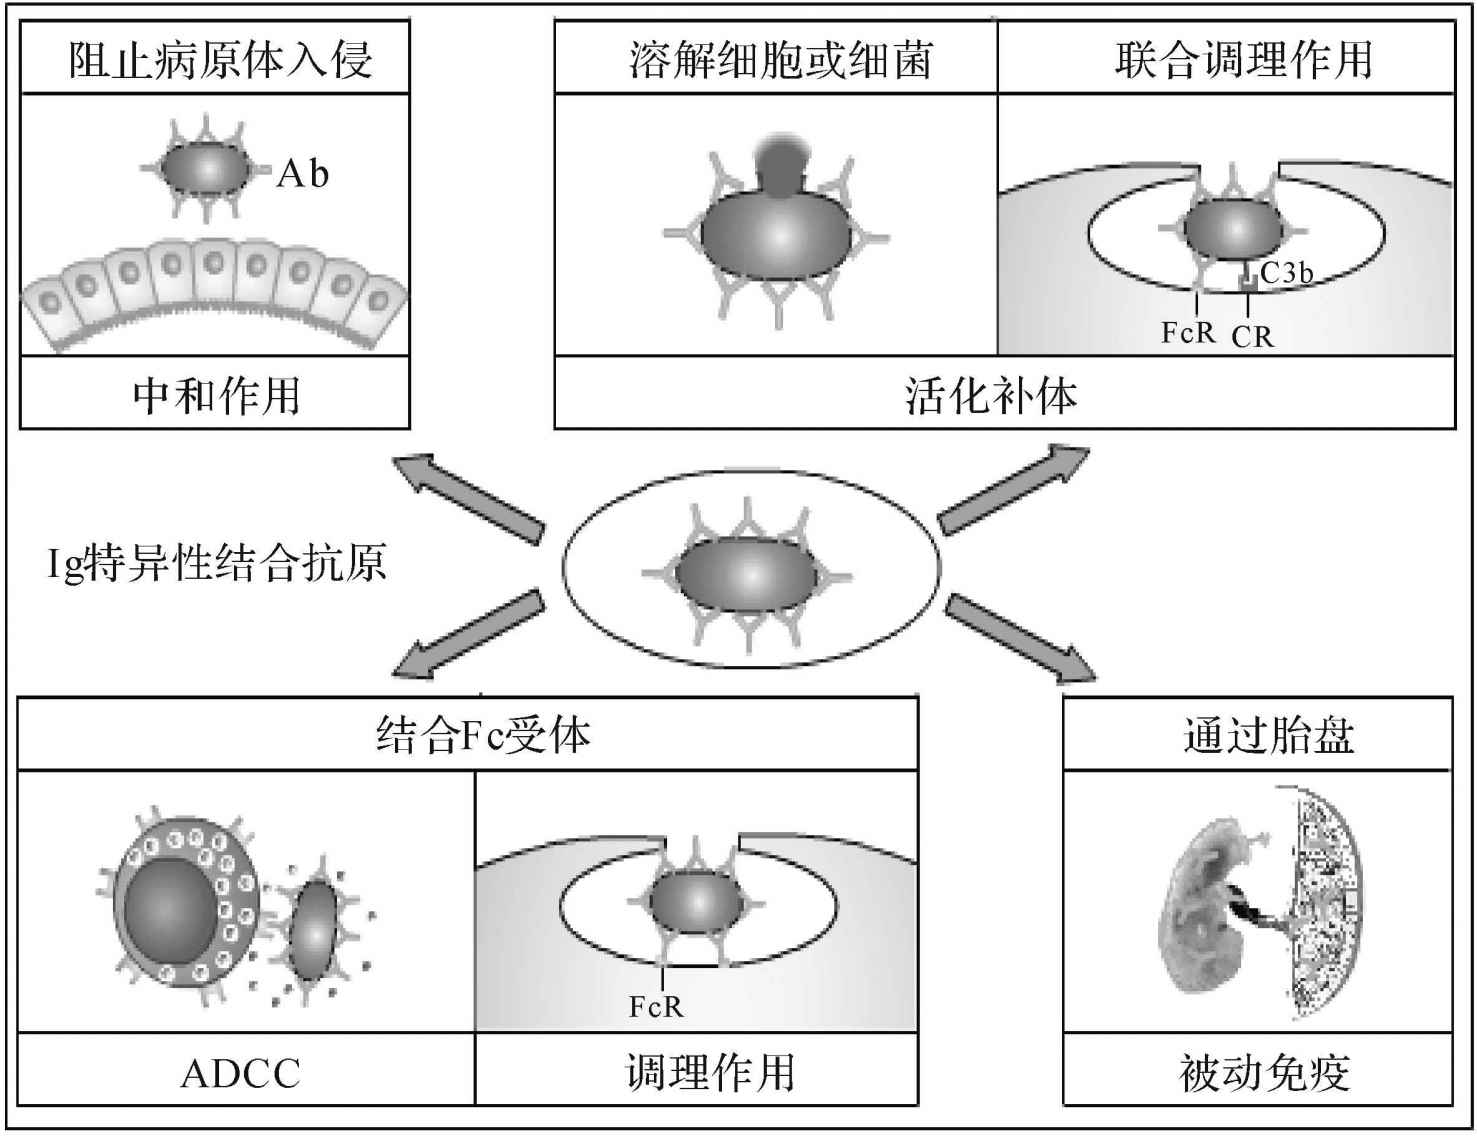 阻止病原体入侵
Ab
中和作用
溶解细胞或细菌
联合调理作用
C3b
FcR
CR
活化补体
Ig特异性结合抗原
结合Fc受体
FcR
ADCC
调理作用
通过胎盘
被动免疫